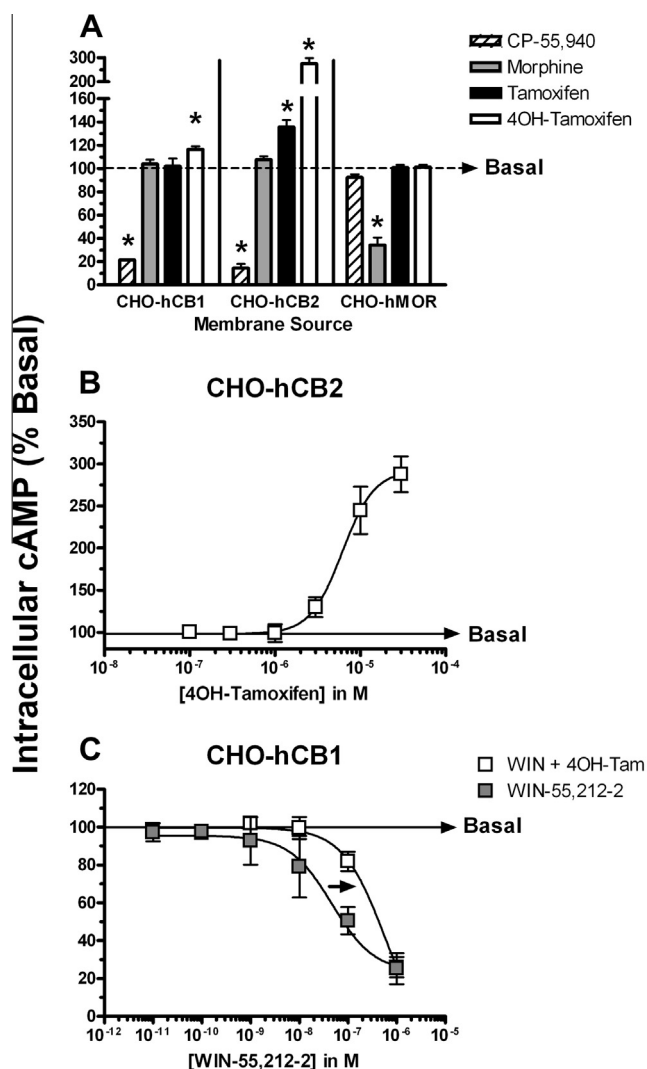 Intracellular cAMP (% Basal)
A
CP-55,940
Morphine
Tamoxifen
4OH-Tamoxifen
300
200
160
140
120
100
80
60
40
20
0
* * * * * *
Basal
CHO-hCB1 CHO-hCB2 CHO-hMOR
Membrane Source
B CHO-hCB2
350
300
250
200
150
100
Basal
10-8 10-7 10-6 10-5 10-4
[4OH-Tamoxifen] in M
C CHO-hCB1
WIN + 4OH-Tam
WIN-55,212-2
120
100
80
60
40
20
0
Basal
10-12 10-11 10-10 10-9 10-8 10-7 10-6 10-5
[WIN-55,212-2] in M